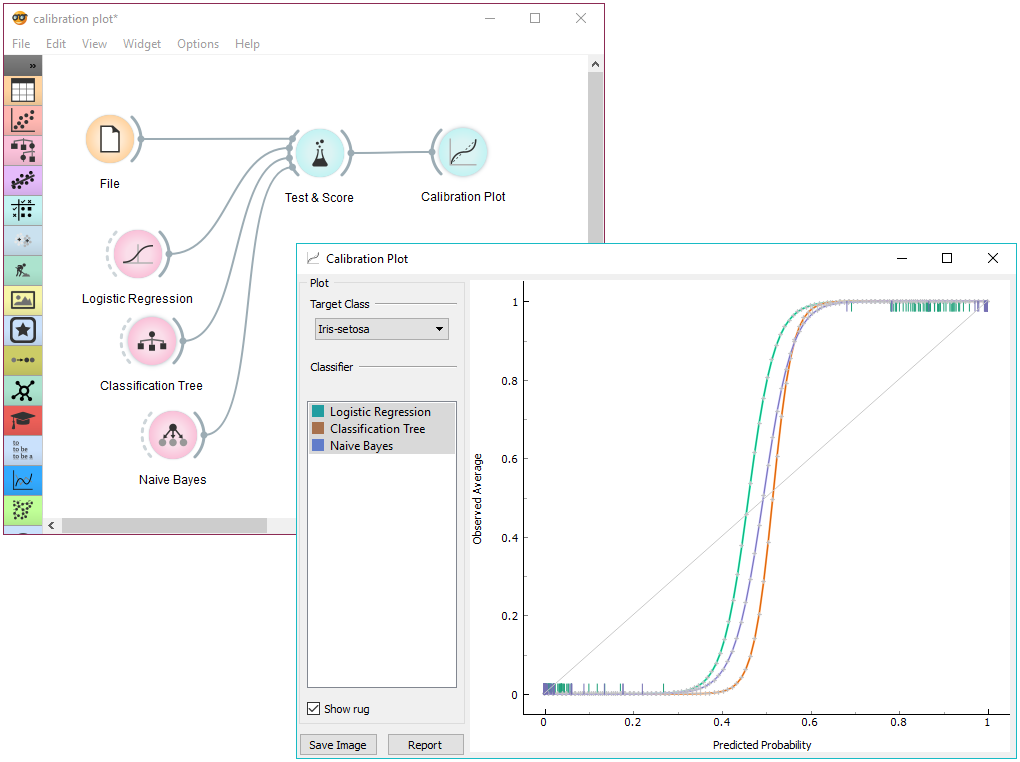 calibration plot*
File Edit View Widget Options Help
»
File
Test & Score
Calibration Plot
Logistic Regression
Classification Tree
Naive Bayes
to
to be
to be a
Calibration Plot
Plot
Target Class
Iris-setosa
Classifier
Logistic Regression
Classification Tree
Naive Bayes
Show rug
Save Image Report
Observed Average
1
0.8
0.6
0.4
0.2
0
0 0.2 0.4 0.6 0.8 1
Predicted Probability